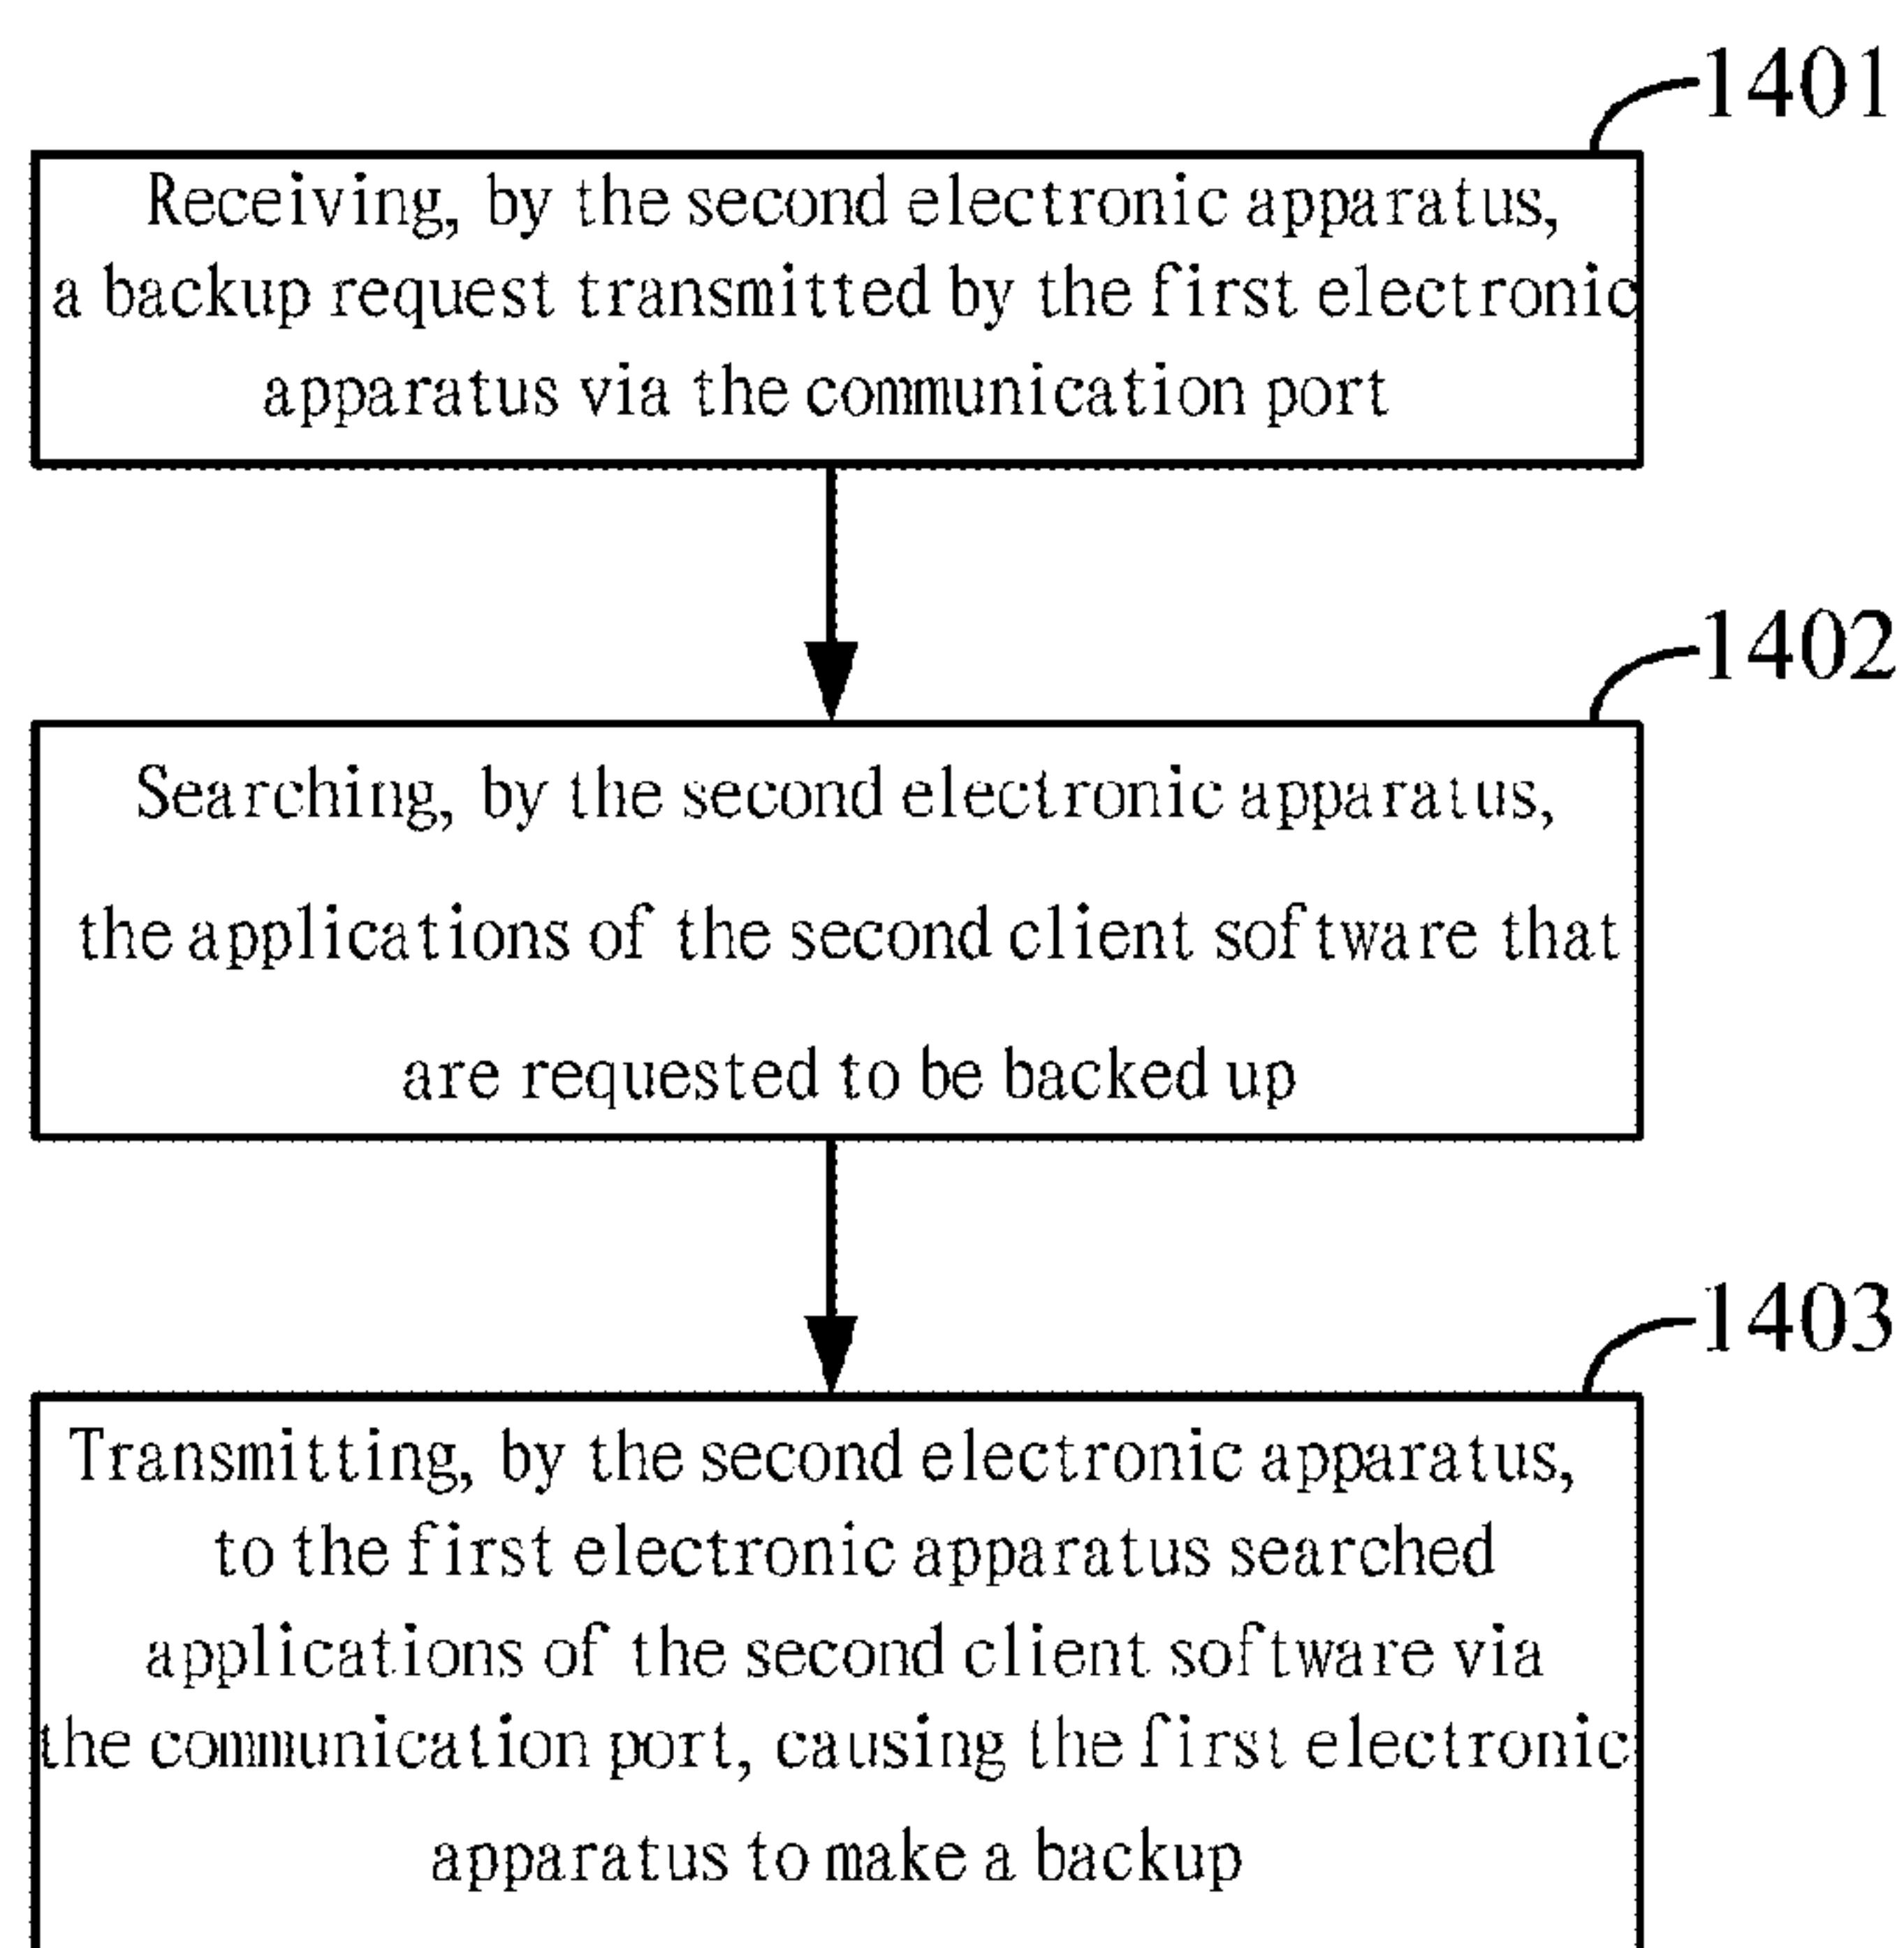 1401
Receiving, by the second electronic apparatus,
a backup request transmitted by the first electronic
apparatus via the communication port
1402
Searching, by the second electronic apparatus,
the applications of the second client software that
are requested to be backed up
1403
Transmitting, by the second electronic apparatus,
to the first electronic apparatus searched
applications of the second client software via
the communication port, causing the first electronic
apparatus to make a backup